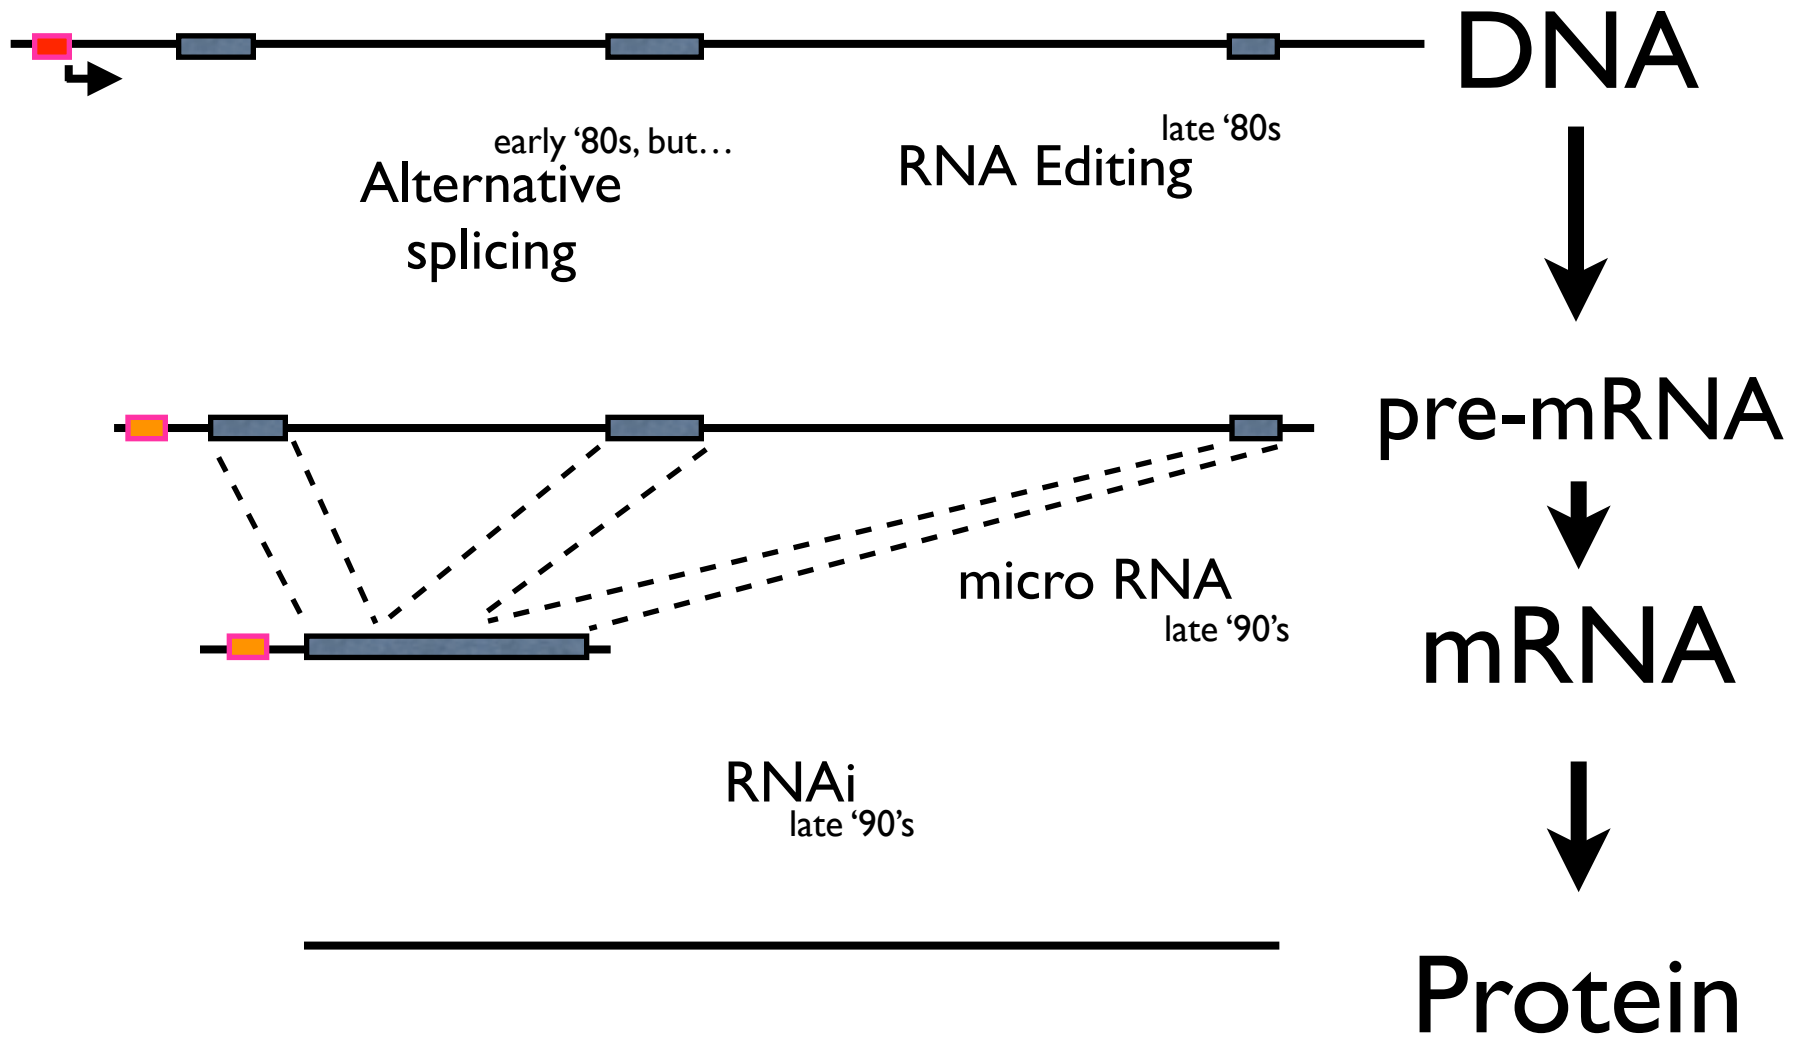 DNA
early ‘80s, but…
late ‘80s
Alternative
splicing
RNA Editing
pre-mRNA
micro RNA
late ‘90’s
mRNA
RNAi
late ‘90’s
Protein